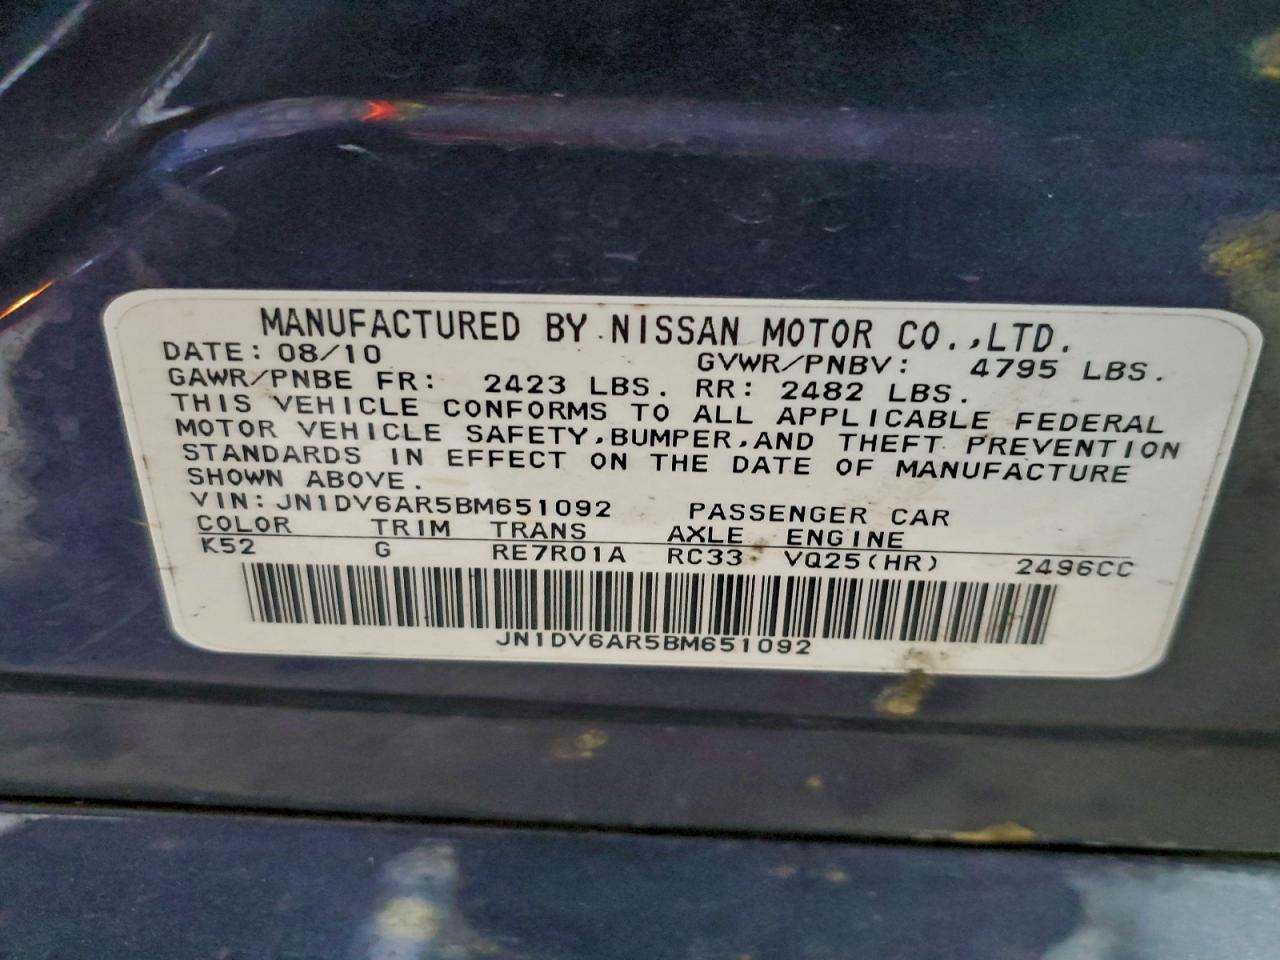 MANUFACTURED BY NISSAN MOTOR CO.,LTD.
DATE: 08/10 GVWR/PNBV: 4795 LBS.
GAWR/PNBE FR: 2423 LBS. RR: 2482 LBS.
THIS VEHICLE CONFORMS TO ALL APPLICABLE FEDERAL
MOTOR VEHICLE SAFETY,BUMPER,AND THEFT PREVENTION
STANDARDS IN EFFECT ON THE DATE OF MANUFACTURE
SHOWN ABOVE.
VIN: JN1DV6AR5BM651092 PASSENGER CAR
COLOR TRIM TRANS AXLE ENGINE
K52 G RE7R01A RC33 VQ25(HR) 2496CC
JN1DV6AR5BM651092